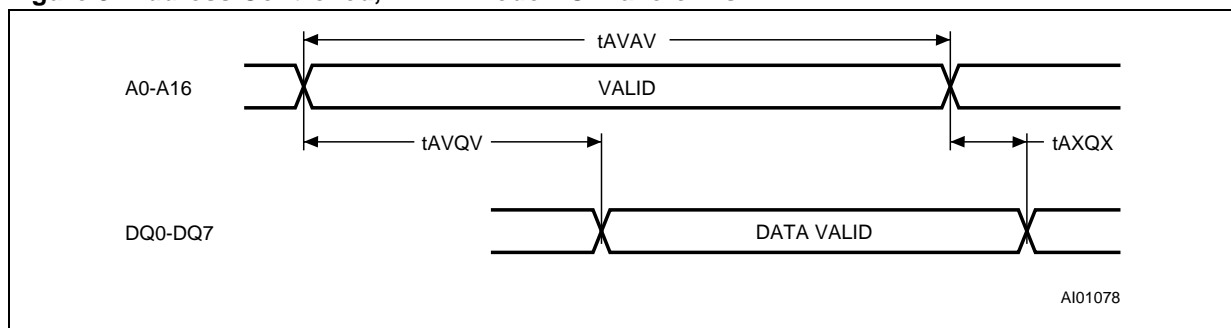 tAVAV
A0-A16
VALID
tAVQV
tAXQX
DQ0-DQ7
DATA VALID
AI01078